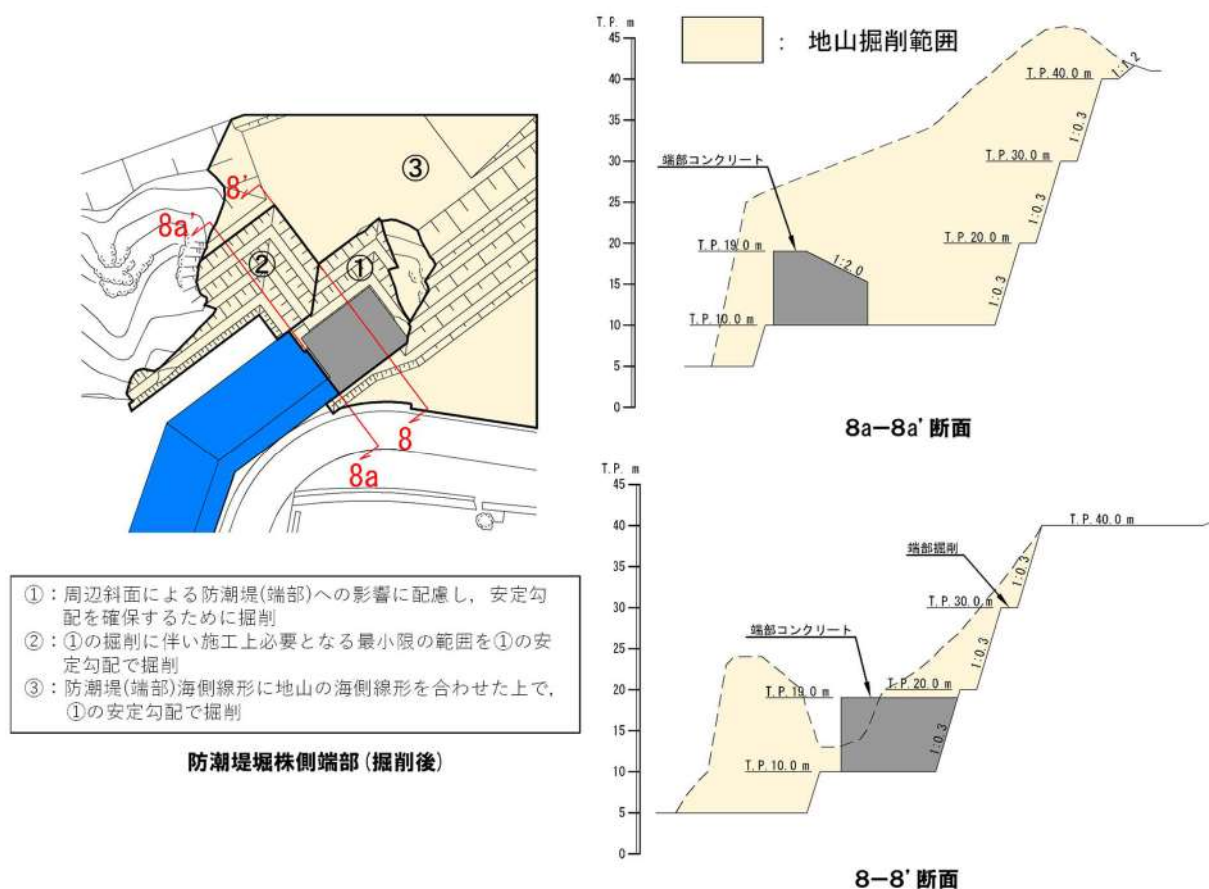 ③
8'
8a'
②
①
8
8a
①：周辺斜面による防潮堤(端部)への影響に配慮し，安定勾
配を確保するために掘削
②：①の掘削に伴い施工上必要となる最小限の範囲を①の安
定勾配で掘削
③：防潮堤(端部)海側線形に地山の海側線形を合わせた上で，
①の安定勾配で掘削
防潮堤堀株側端部(掘削後)
T.P. m
：地山掘削範囲
45
40
35
30
25
20
15
10
5
0
T.P.40.0 m
1:1.2
1:0.3
端部コンクリート
T.P.30.0 m
1:0.3
T.P. 19.0 m
T.P.20.0 m
1:2.0
1:0.3
T.P.10.0 m
8a－8a'断面
T.P. m
45
40
35
30
25
20
15
10
5
0
T.P.40.0 m
端部掘削
1:0.3
T.P.30.0 m
端部コンクリート
1:0.3
T.P.20.0 m
T.P.19.0 m
1:0.3
T.P.10.0 m
8－8'断面